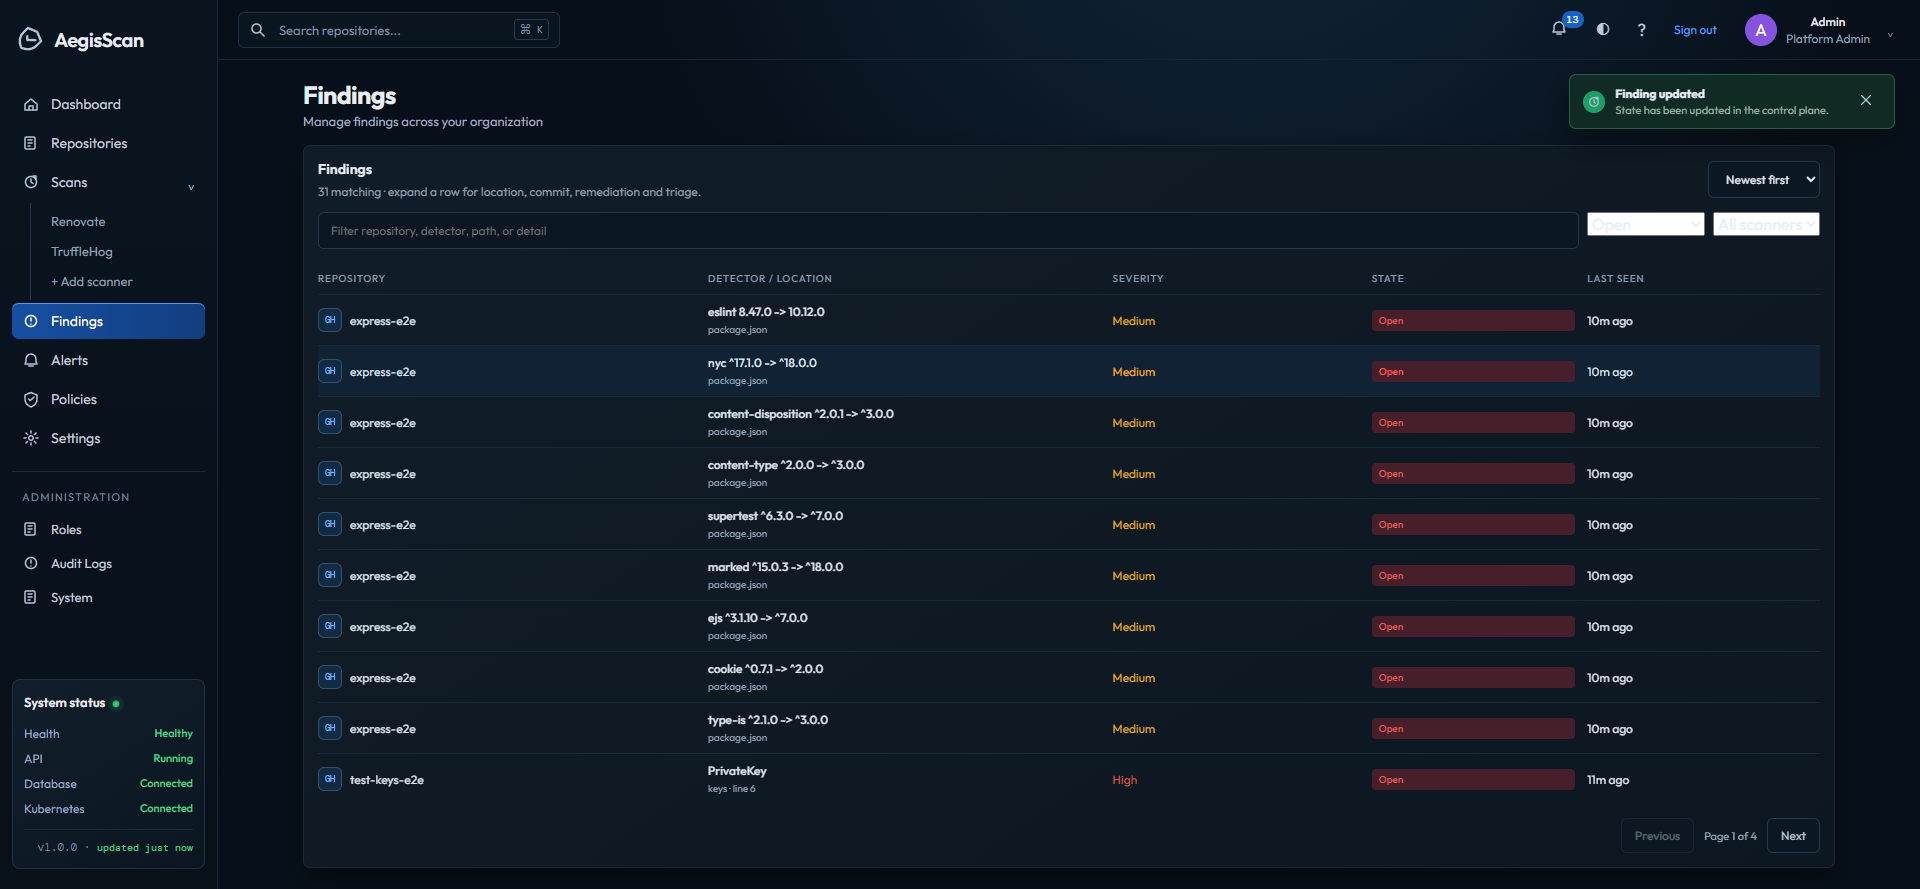 AegisScan
Search repositories...
⌘ K
13
?
Sign out
A
Admin
Platform Admin
Dashboard
Repositories
Scans
Renovate
TruffleHog
+ Add scanner
Findings
Alerts
Policies
Settings
ADMINISTRATION
Roles
Audit Logs
System
System status
Health Healthy
API Running
Database Connected
Kubernetes Connected
v1.0.0 · updated just now
Findings
Manage findings across your organization
Finding updated
State has been updated in the control plane.
Findings
31 matching · expand a row for location, commit, remediation and triage.
Newest first
Filter repository, detector, path, or detail
Open
All scanners
REPOSITORY DETECTOR / LOCATION SEVERITY STATE LAST SEEN
GH express-e2e eslint 8.47.0 -> 10.12.0 Medium Open 10m ago
package.json
GH express-e2e nyc ^17.1.0 -> ^18.0.0 Medium Open 10m ago
package.json
GH express-e2e content-disposition ^2.0.1 -> ^3.0.0 Medium Open 10m ago
package.json
GH express-e2e content-type ^2.0.0 -> ^3.0.0 Medium Open 10m ago
package.json
GH express-e2e supertest ^6.3.0 -> ^7.0.0 Medium Open 10m ago
package.json
GH express-e2e marked ^15.0.3 -> ^18.0.0 Medium Open 10m ago
package.json
GH express-e2e ejs ^3.1.10 -> ^7.0.0 Medium Open 10m ago
package.json
GH express-e2e cookie ^0.7.1 -> ^2.0.0 Medium Open 10m ago
package.json
GH express-e2e type-is ^2.1.0 -> ^3.0.0 Medium Open 10m ago
package.json
GH test-keys-e2e PrivateKey High Open 11m ago
keys · line 6
Previous
Page 1 of 4
Next